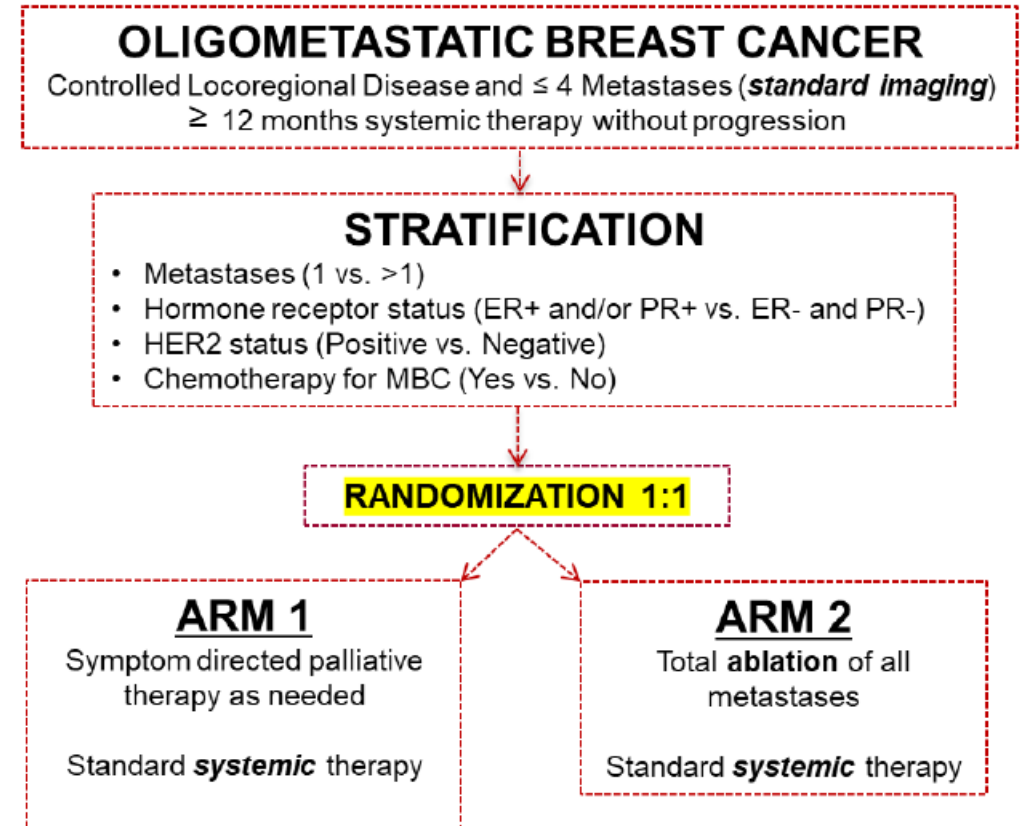 OLIGOMETASTATIC BREAST CANCER
Controlled Locoregional Disease and ≤ 4 Metastases (standard imaging)
≥ 12 months systemic therapy without progression
STRATIFICATION
• Metastases (1 vs. >1)
• Hormone receptor status (ER+ and/or PR+ vs. ER- and PR-)
• HER2 status (Positive vs. Negative)
• Chemotherapy for MBC (Yes vs. No)
RANDOMIZATION 1:1
ARM 1
Symptom directed palliative
therapy as needed
Standard systemic therapy
ARM 2
Total ablation of all
metastases
Standard systemic therapy